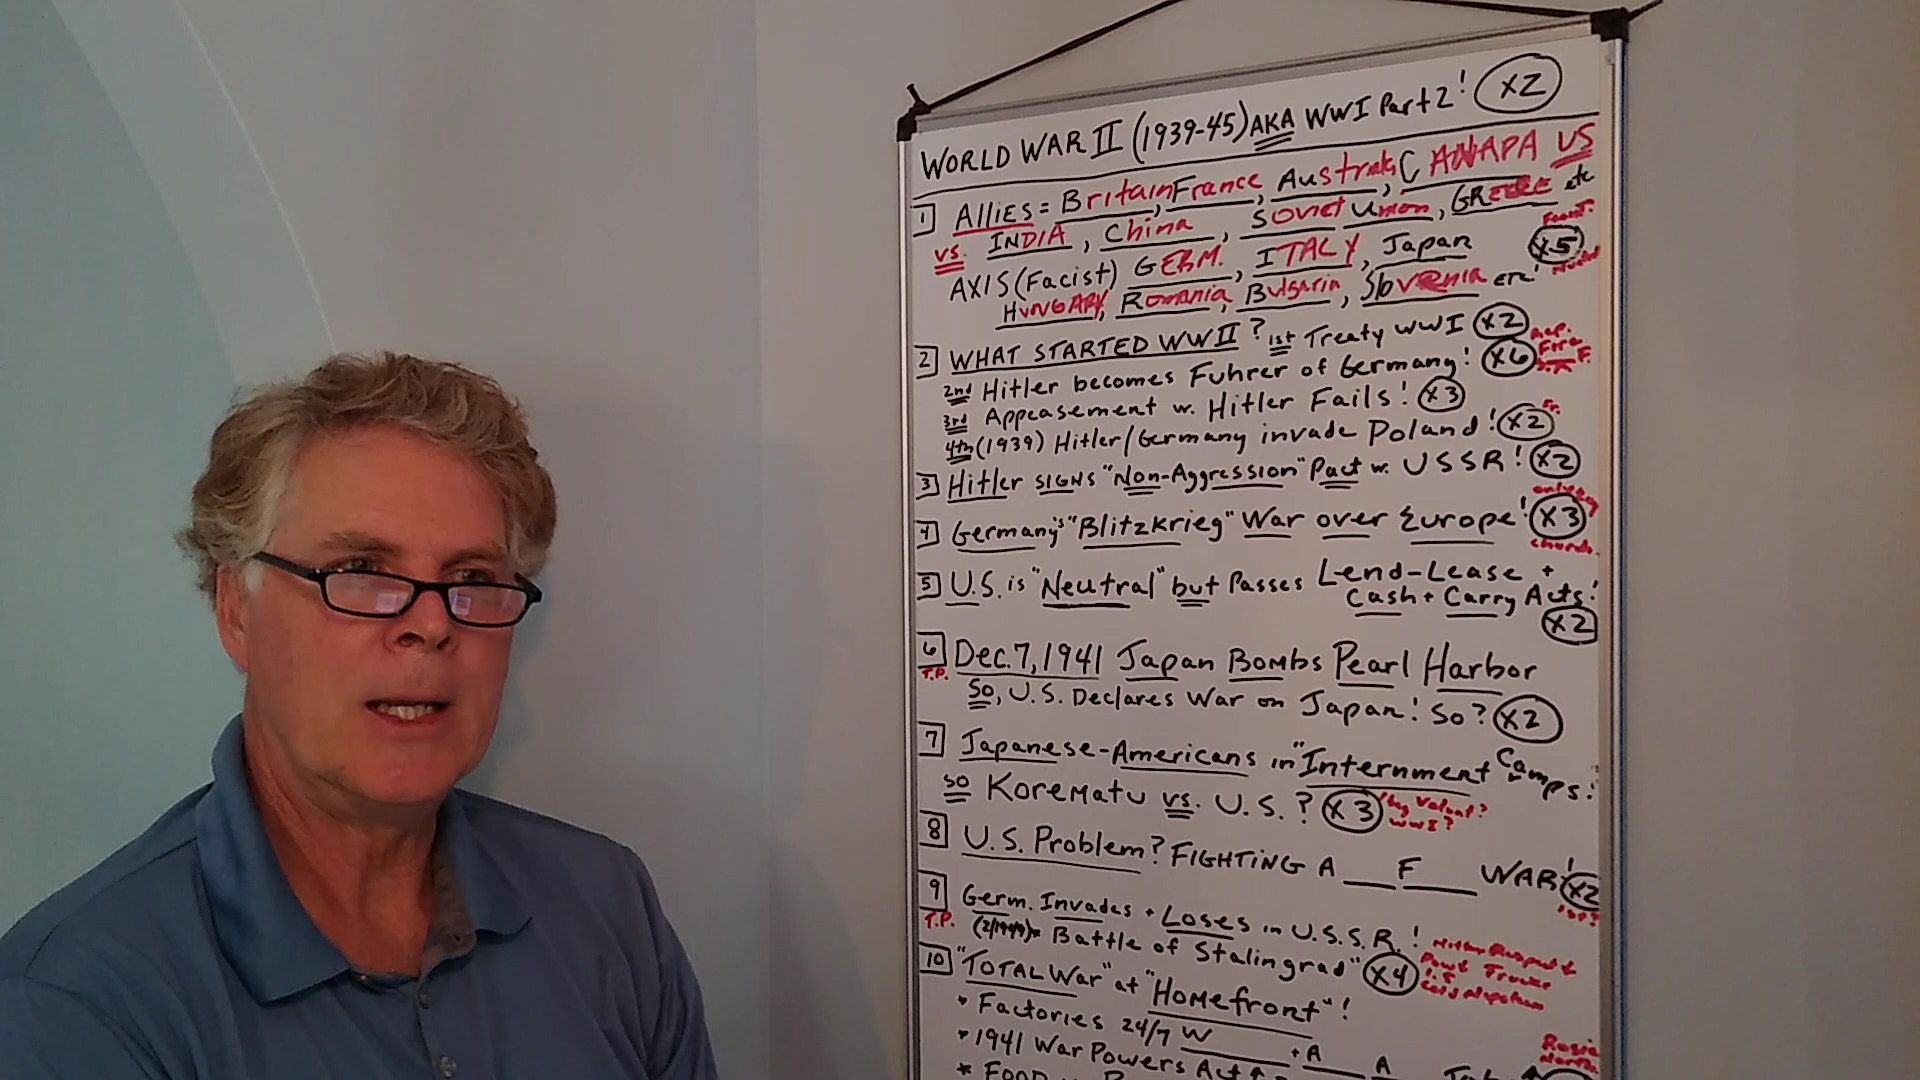 WORLD WAR II (1939-45) AKA WWI Part 2! X2
1 Allies = Britain, France, Australia, CANADA US
vs. INDIA, China, Soviet Union, GREECE etc
AXIS (Facist) GERM., ITALY, Japan X5
HUNGARY, Romania, Bulgaria, Slovenia etc!
2 WHAT STARTED WWII? 1st Treaty WWI X2
2nd Hitler becomes Fuhrer of Germany! X6
3rd Appeasement w. Hitler Fails! X3
4th (1939) Hitler/Germany invade Poland! X2 Fr.
3 Hitler SIGNS "Non-Aggression" Pact w. USSR! X2
4 Germany's "Blitzkrieg" War over Europe! X3
5 U.S. is "Neutral" but Passes Lend-Lease +
Cash + Carry Acts!
X2
6 Dec. 7, 1941 Japan Bombs Pearl Harbor
T.P. So, U.S. Declares War on Japan! So? X2
7 Japanese-Americans in "Internment Camps!
so Korematu vs. U.S.? X3
WWI?
8 U.S. Problem? FIGHTING A __ F __ WAR! X2
9 Germ. Invades + Loses in U.S.S.R.!
T.P. Battle of Stalingrad" X4
10 "TOTAL War" at "Homefront"!
* Factories 24/7 W ___ + A ___ A
* 1941 War Powers Act
* Food